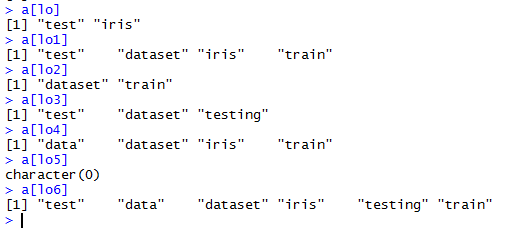 > a[lo]
[1] "test" "iris"
> a[lo1]
[1] "test"    "dataset" "iris"    "train"
> a[lo2]
[1] "dataset" "train"
> a[lo3]
[1] "test"    "dataset" "testing"
> a[lo4]
[1] "data"    "dataset" "iris"    "train"
> a[lo5]
character(0)
> a[lo6]
[1] "test"    "data"    "dataset" "iris"    "testing" "train"
>